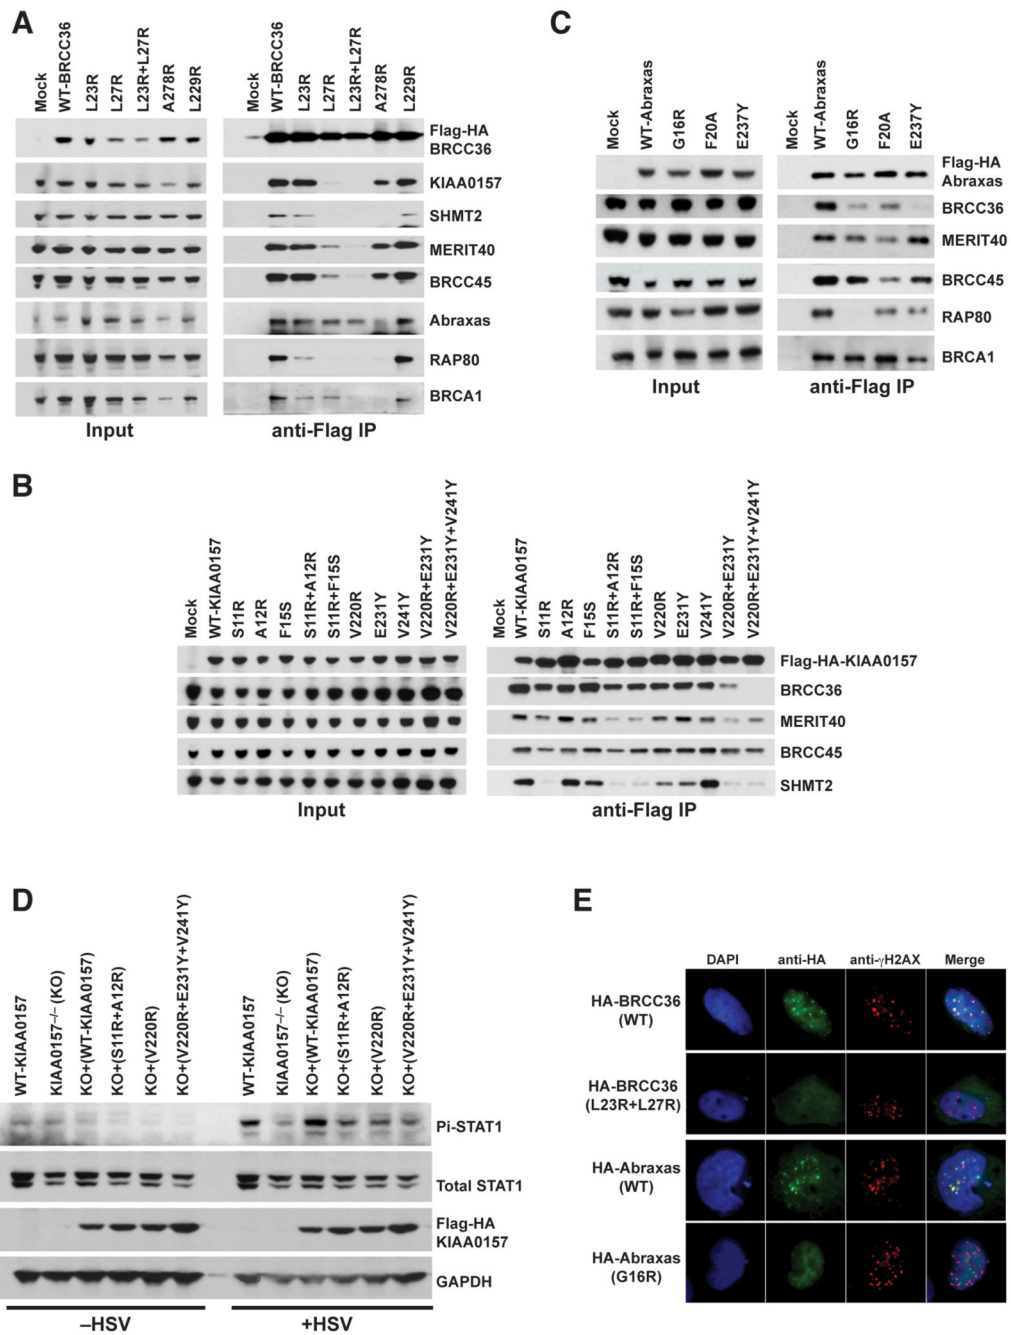 A
Mock
WT-BRCC36
L23R
L27R
L23R+L27R
A278R
L229R
Mock
WT-BRCC36
L23R
L27R
L23R+L27R
A278R
L229R
Flag-HA
BRCC36
KIAA0157
SHMT2
MERIT40
BRCC45
Abraxas
RAP80
BRCA1
Input
anti-Flag IP
C
Mock
WT-Abraxas
G16R
F20A
E237Y
Mock
WT-Abraxas
G16R
F20A
E237Y
Flag-HA
Abraxas
BRCC36
MERIT40
BRCC45
RAP80
BRCA1
Input
anti-Flag IP
B
Mock
WT-KIAA0157
S11R
A12R
F15S
S11R+A12R
S11R+F15S
V220R
E231Y
V241Y
V220R+E231Y
V220R+E231Y+V241Y
Mock
WT-KIAA0157
S11R
A12R
F15S
S11R+A12R
S11R+F15S
V220R
E231Y
V241Y
V220R+E231Y
V220R+E231Y+V241Y
Flag-HA-KIAA0157
BRCC36
MERIT40
BRCC45
SHMT2
Input
anti-Flag IP
D
WT-KIAA0157
KIAA0157–/– (KO)
KO+(WT-KIAA0157)
KO+(S11R+A12R)
KO+(V220R)
KO+(V220R+E231Y+V241Y)
WT-KIAA0157
KIAA0157–/– (KO)
KO+(WT-KIAA0157)
KO+(S11R+A12R)
KO+(V220R)
KO+(V220R+E231Y+V241Y)
Pi-STAT1
Total STAT1
Flag-HA
KIAA0157
GAPDH
–HSV
+HSV
E
DAPI
anti-HA
anti-γH2AX
Merge
HA-BRCC36
(WT)
HA-BRCC36
(L23R+L27R)
HA-Abraxas
(WT)
HA-Abraxas
(G16R)